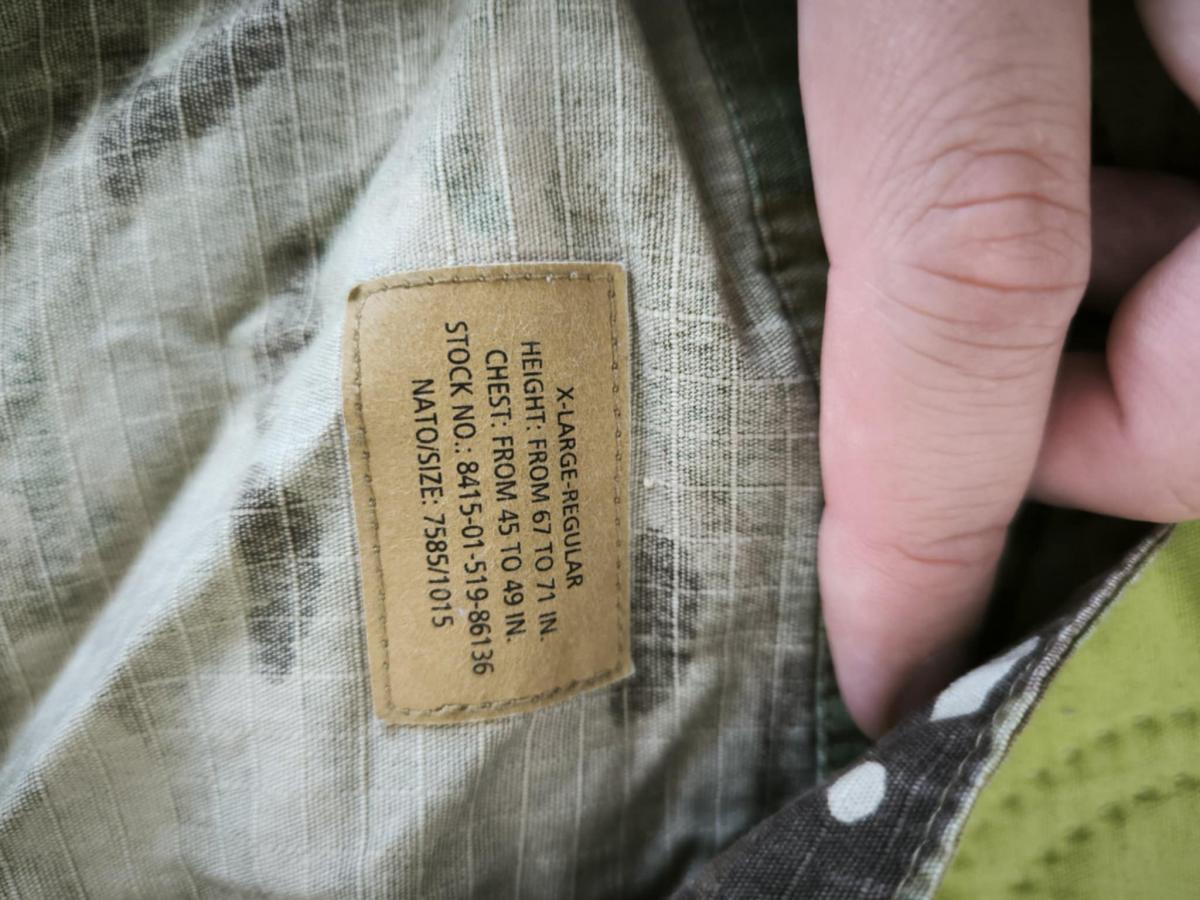 X-LARGE-REGULAR
HEIGHT: FROM 67 TO 71 IN.
CHEST: FROM 45 TO 49 IN.
STOCK NO.: 8415-01-519-86136
NATO/SIZE: 7585/1015